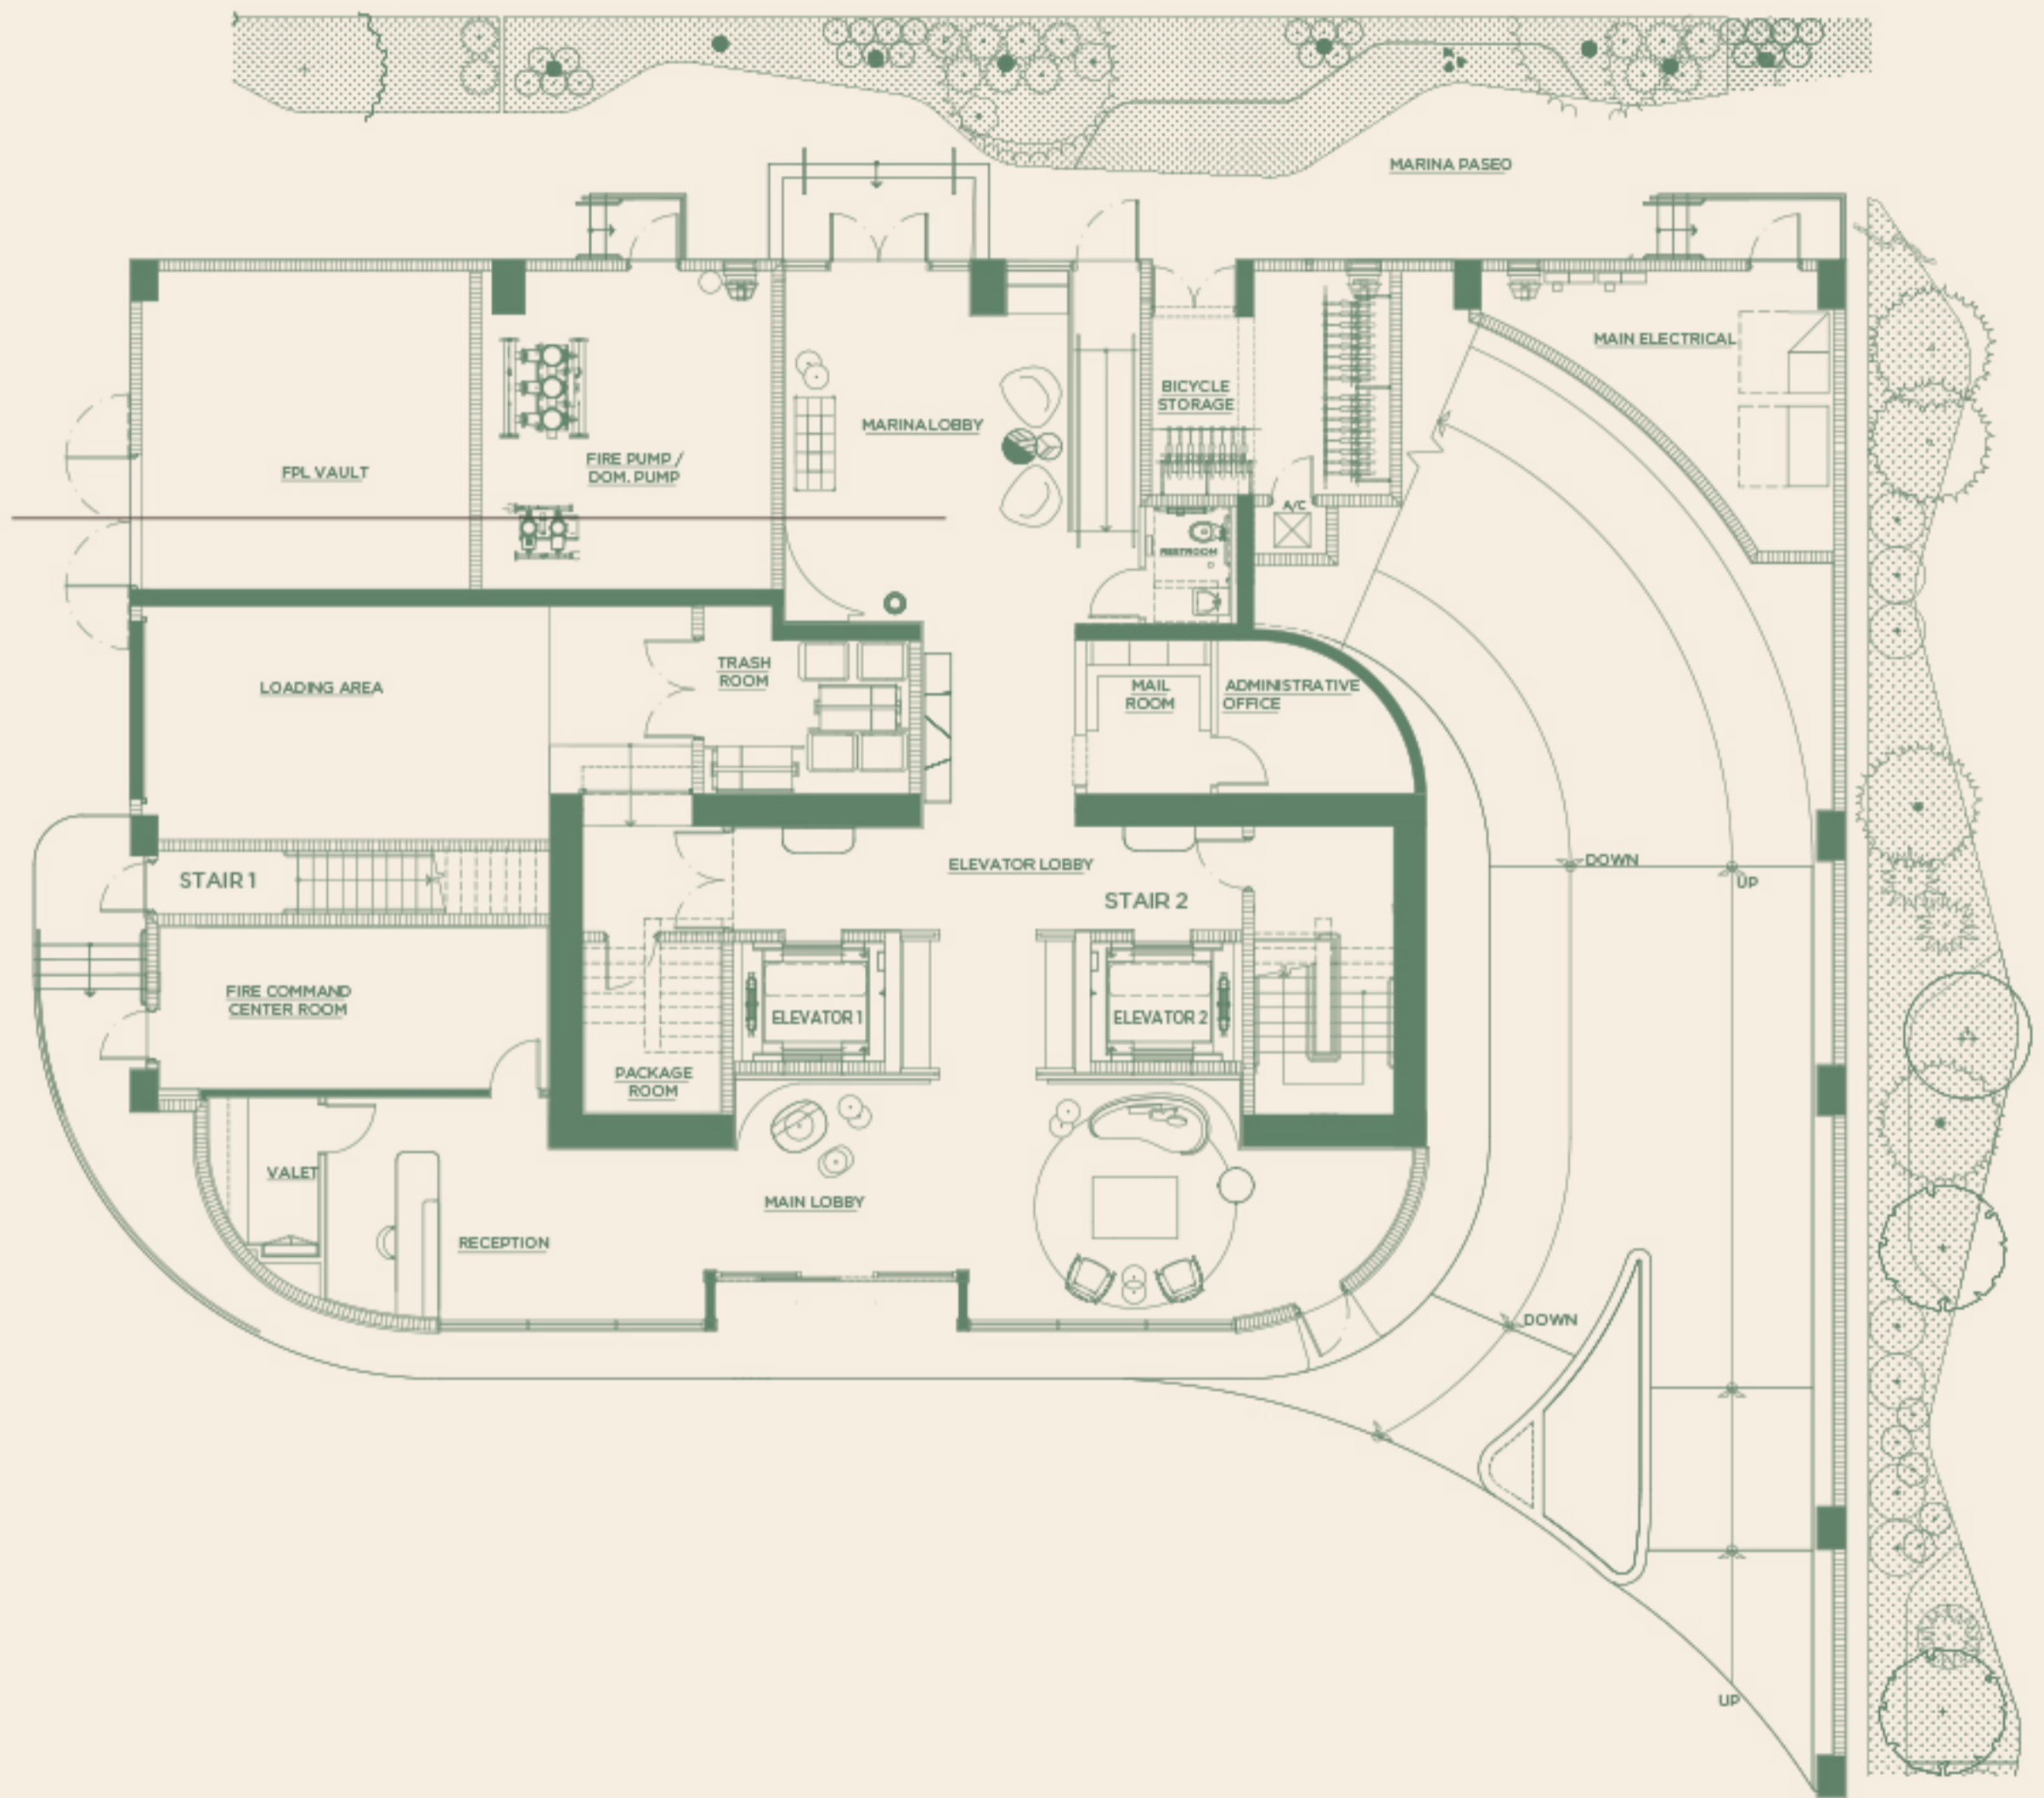 MARINA PASEO
MAIN ELECTRICAL
BICYCLE
STORAGE
MARINA LOBBY
FIRE PUMP /
DOM. PUMP
FPL VAULT
A/C
RESTROOM
TRASH
ROOM
LOADING AREA
MAIL
ROOM
ADMINISTRATIVE
OFFICE
ELEVATOR LOBBY
DOWN
UP
STAIR 1
STAIR 2
FIRE COMMAND
CENTER ROOM
ELEVATOR 1
ELEVATOR 2
PACKAGE
ROOM
VALET
MAIN LOBBY
RECEPTION
DOWN
UP